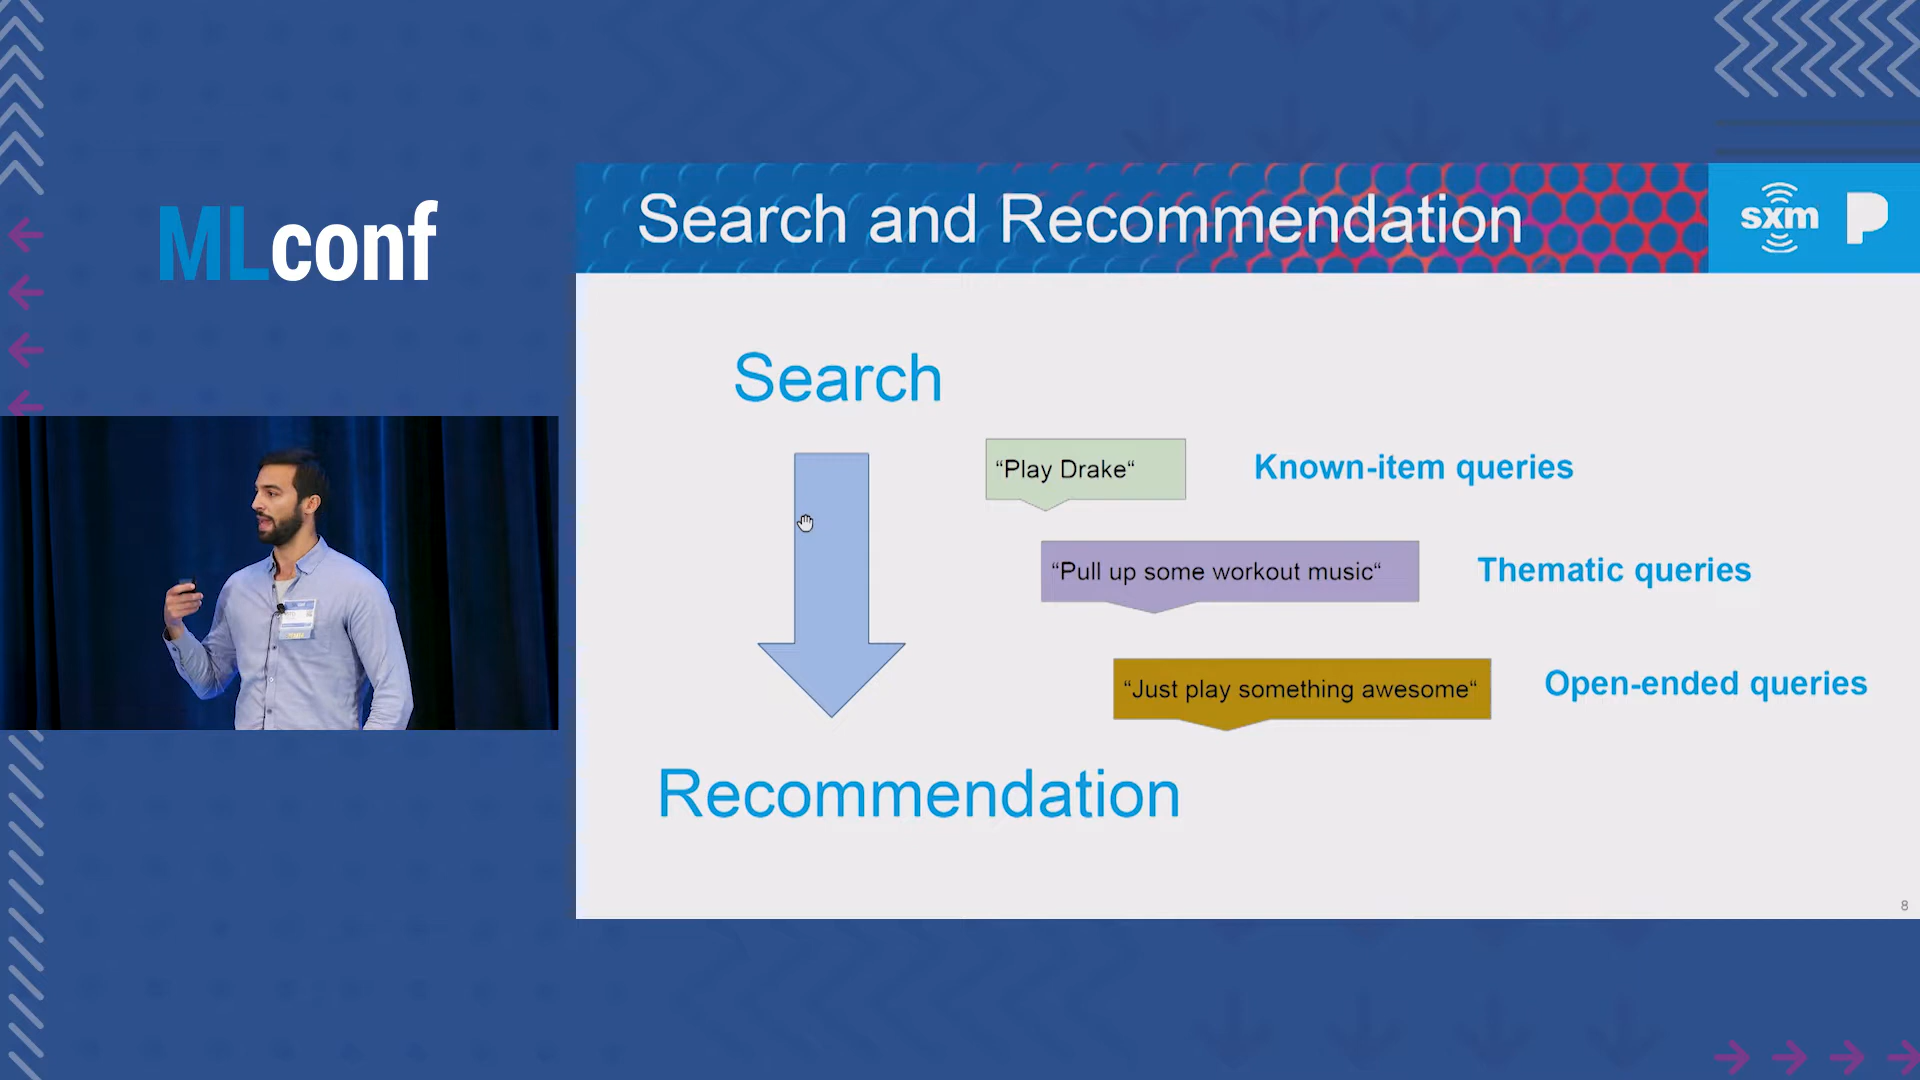 MLconf
Search and Recommendation
sxm
Search
“Play Drake“
Known-item queries
“Pull up some workout music“
Thematic queries
“Just play something awesome“
Open-ended queries
Recommendation
8